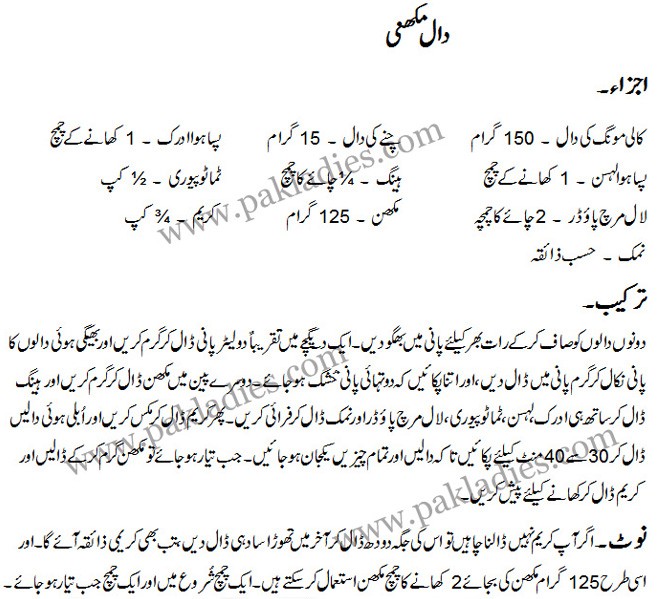 دال مکھنی
اجزاء۔
کالی مونگ کی دال ۔ 150 گرام چنے کی دال ۔ 15 گرام پسا ہوا ادرک ۔ 1 کھانے کے چمچ
پسا ہوا لہسن ۔ 1 کھانے کے چمچ ہینگ ۔ ¼ چائے کا چمچ ٹماٹو پیوری ۔ ½ کپ
لال مرچ پاؤڈر ۔ 2 چائے کا چمچہ مکھن ۔ 125 گرام کریم ۔ ¾ کپ
نمک ۔ حسب ذائقہ
ترکیب۔
دونوں دالوں کو صاف کر کے رات بھر کیلئے پانی میں بھگو دیں۔ ایک دیگچے میں تقریباً دو لیٹر پانی ڈال کر گرم کریں اور بھیگی ہوئی دالوں کا
پانی نکال کر گرم پانی میں ڈال دیں، اور اتنا پکائیں کہ دو تہائی پانی خشک ہو جائے۔ دوسرے پین میں مکھن ڈال کر گرم کریں اور ہینگ
ڈال کر ساتھ ہی ادرک لہسن، ٹماٹو پیوری، لال مرچ پاؤڈر اور نمک ڈال کر فرائی کریں۔ پھر کریم ڈال کر مکس کریں اور اُبلی ہوئی دالیں
ڈال کر 30 سے 40 منٹ کیلئے پکائیں تاکہ دالیں اور تمام چیزیں یکجان ہو جائیں۔ جب تیار ہو جائے تو مکھن گرم کر کے ڈالیں اور
کریم ڈال کر کھانے کیلئے پیش کریں۔
نوٹ۔ اگر آپ کریم نہیں ڈالنا چاہیں تو اس کی جگہ دودھ ڈال کر آخر میں تھوڑا سا دہی ڈال دیں، تب بھی کریمی ذائقہ آئے گا۔ اور
اسی طرح 125 گرام مکھن کی بجائے 2 کھانے کا چمچ مکھن استعمال کر سکتے ہیں۔ ایک چمچ شُروع میں اور ایک چمچ جب تیار ہو جائے۔
www.pakladies.com
www.pakladies.com
www.pakladies.com
www.pakladies.com